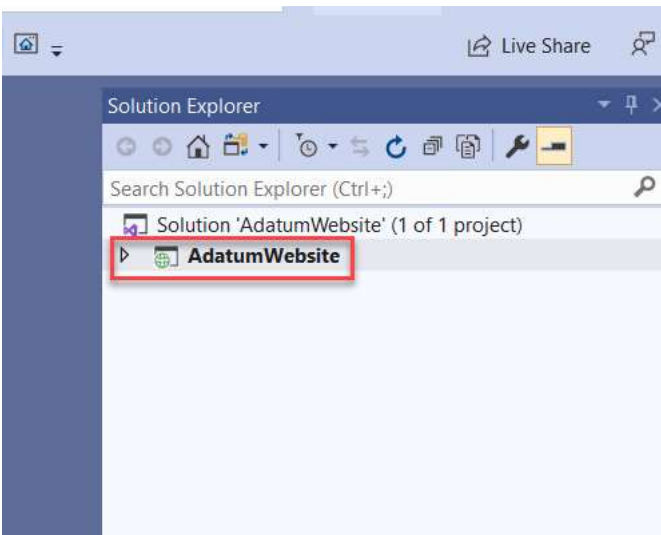 Live Share
Solution Explorer
Search Solution Explorer (Ctrl+;)
Solution 'AdatumWebsite' (1 of 1 project)
AdatumWebsite